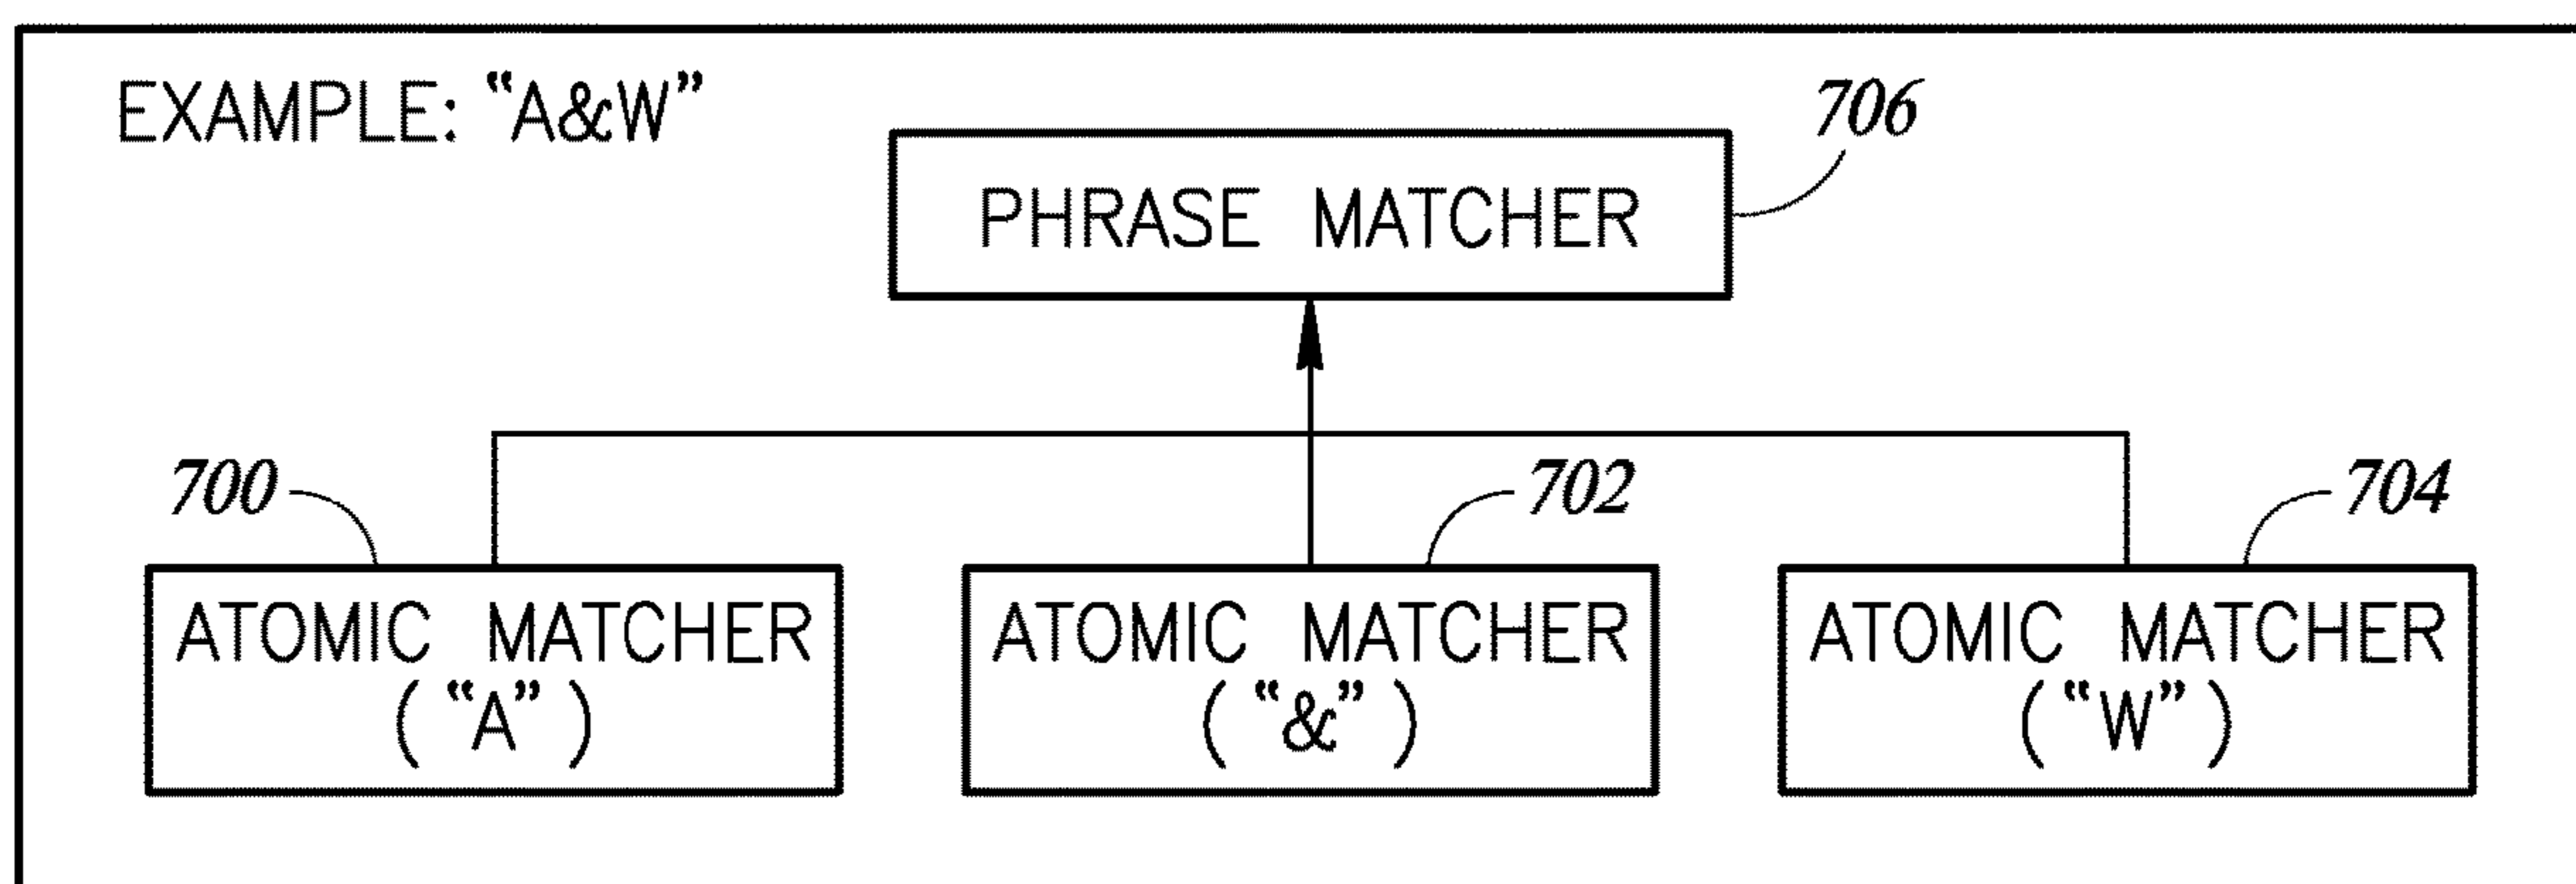 EXAMPLE: “A&W”
706
PHRASE MATCHER
700
702
704
ATOMIC MATCHER
(“A”)
ATOMIC MATCHER
(“&”)
ATOMIC MATCHER
(“W”)